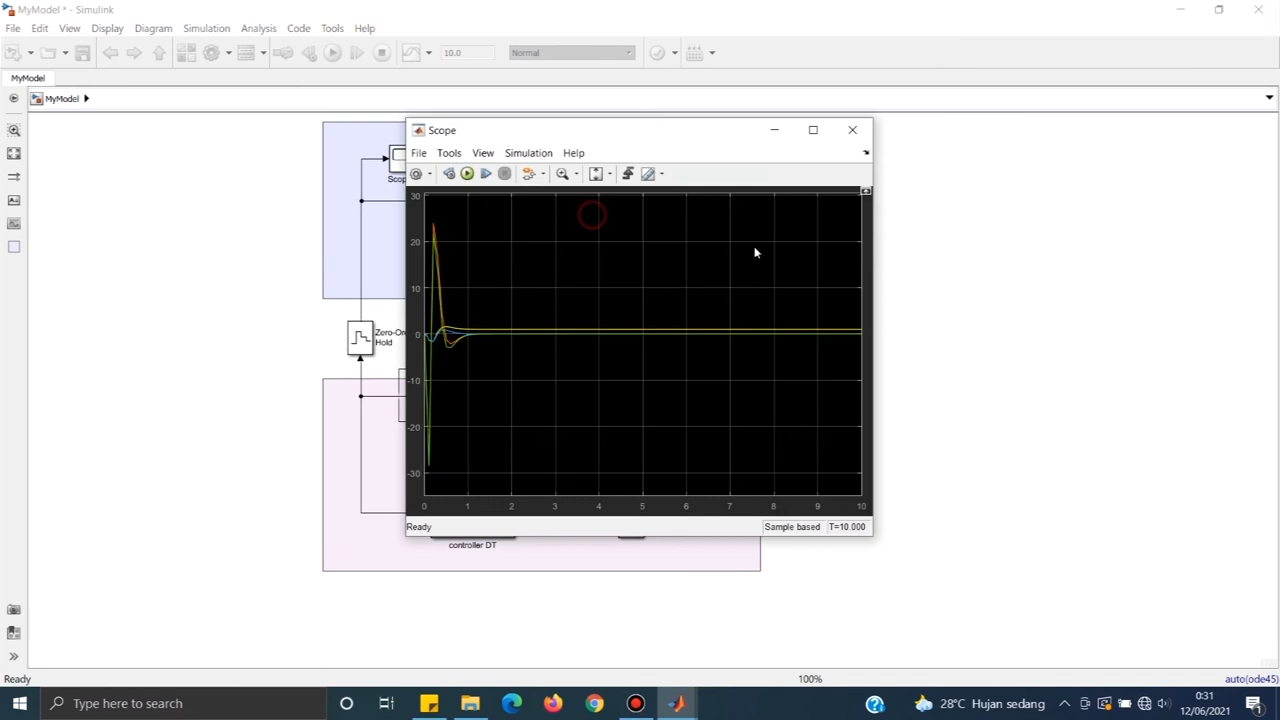 MyModel * - Simulink
File Edit View Display Diagram Simulation Analysis Code Tools Help
10.0 Normal
MyModel
MyModel
Scope
File Tools View Simulation Help
30
20
10
0
-10
-20
-30
0 1 2 3 4 5 6 7 8 9 10
Ready Sample based T=10.000
Scop
Zero-Or
Hold
controller DT
Ready 100% auto(ode45)
Type here to search
28°C Hujan sedang
0:31
12/06/2021
1